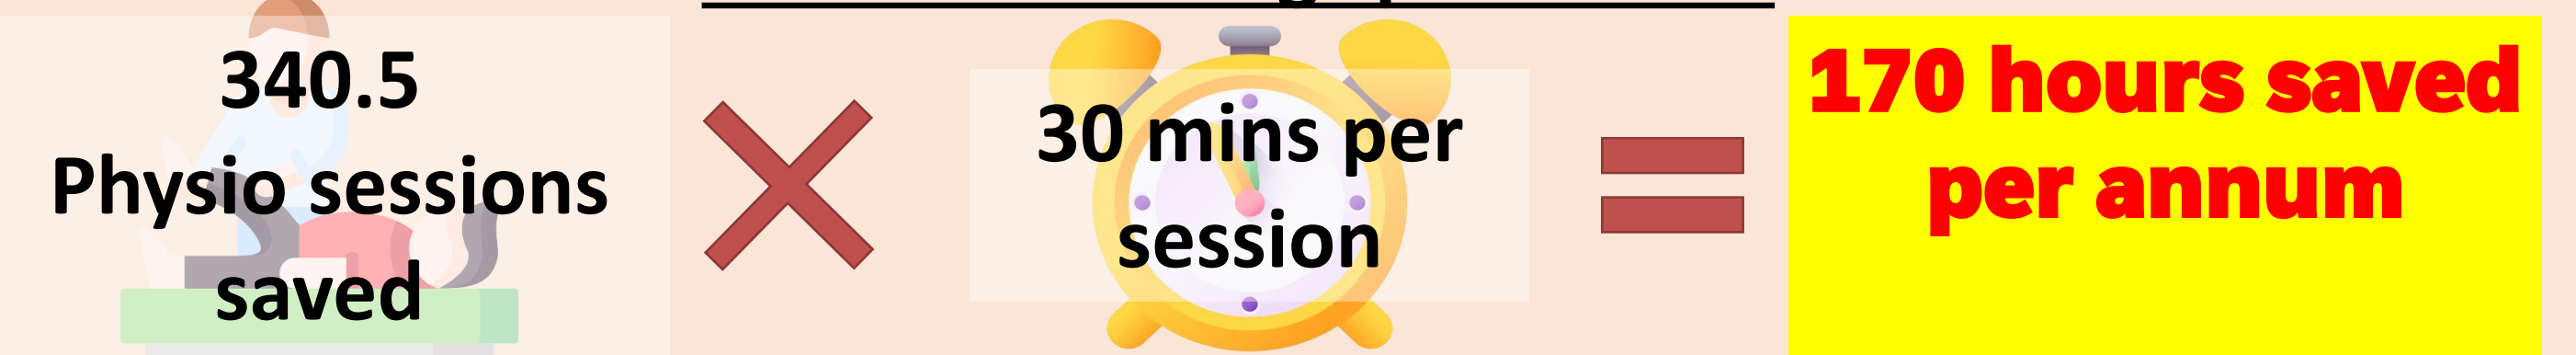 340.5
Physio sessions
saved
30 mins per
session
170 hours saved
per annum